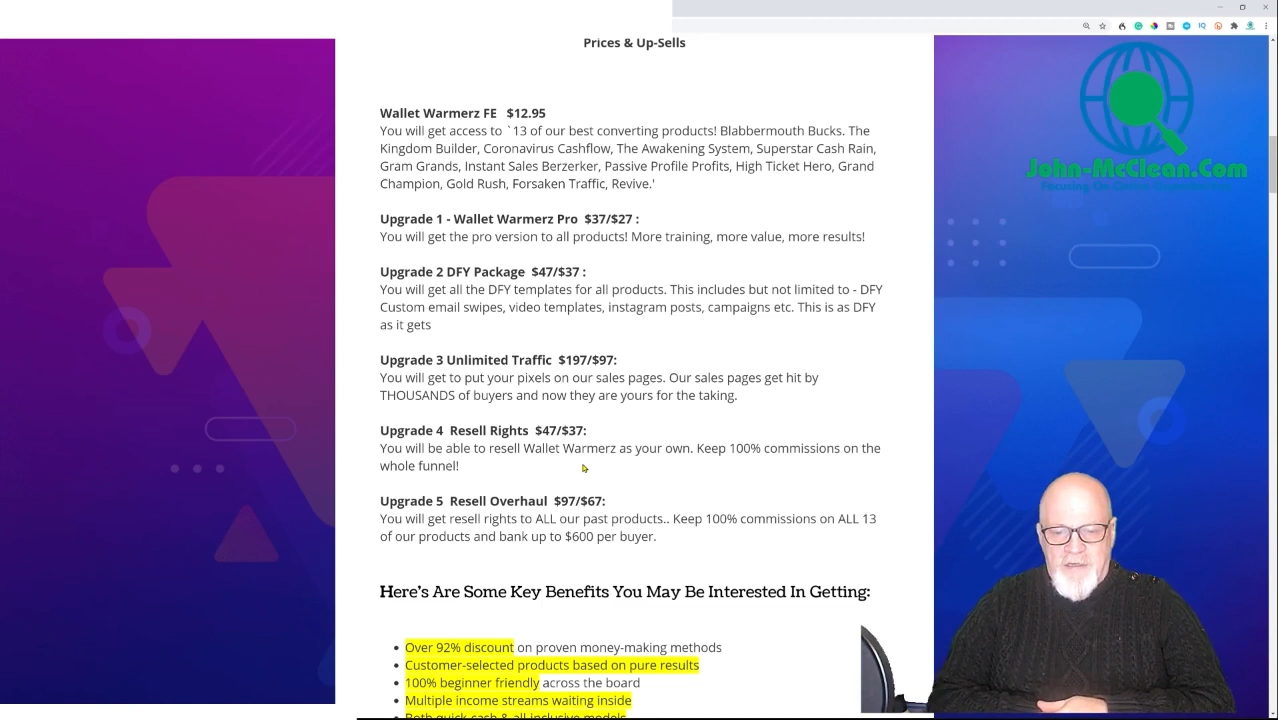 Prices & Up-Sells
John-McClean.Com
Wallet Warmerz FE $12.95
You will get access to `13 of our best converting products! Blabbermouth Bucks. The
Kingdom Builder, Coronavirus Cashflow, The Awakening System, Superstar Cash Rain,
Gram Grands, Instant Sales Berzerker, Passive Profile Profits, High Ticket Hero, Grand
Champion, Gold Rush, Forsaken Traffic, Revive.'
Upgrade 1 - Wallet Warmerz Pro $37/$27 :
You will get the pro version to all products! More training, more value, more results!
Upgrade 2 DFY Package $47/$37 :
You will get all the DFY templates for all products. This includes but not limited to - DFY
Custom email swipes, video templates, instagram posts, campaigns etc. This is as DFY
as it gets
Upgrade 3 Unlimited Traffic $197/$97:
You will get to put your pixels on our sales pages. Our sales pages get hit by
THOUSANDS of buyers and now they are yours for the taking.
Upgrade 4 Resell Rights $47/$37:
You will be able to resell Wallet Warmerz as your own. Keep 100% commissions on the
whole funnel!
Upgrade 5 Resell Overhaul $97/$67:
You will get resell rights to ALL our past products.. Keep 100% commissions on ALL 13
of our products and bank up to $600 per buyer.
Here's Are Some Key Benefits You May Be Interested In Getting:
Over 92% discount on proven money-making methods
Customer-selected products based on pure results
100% beginner friendly across the board
Multiple income streams waiting inside
Both quick cash & all-inclusive models